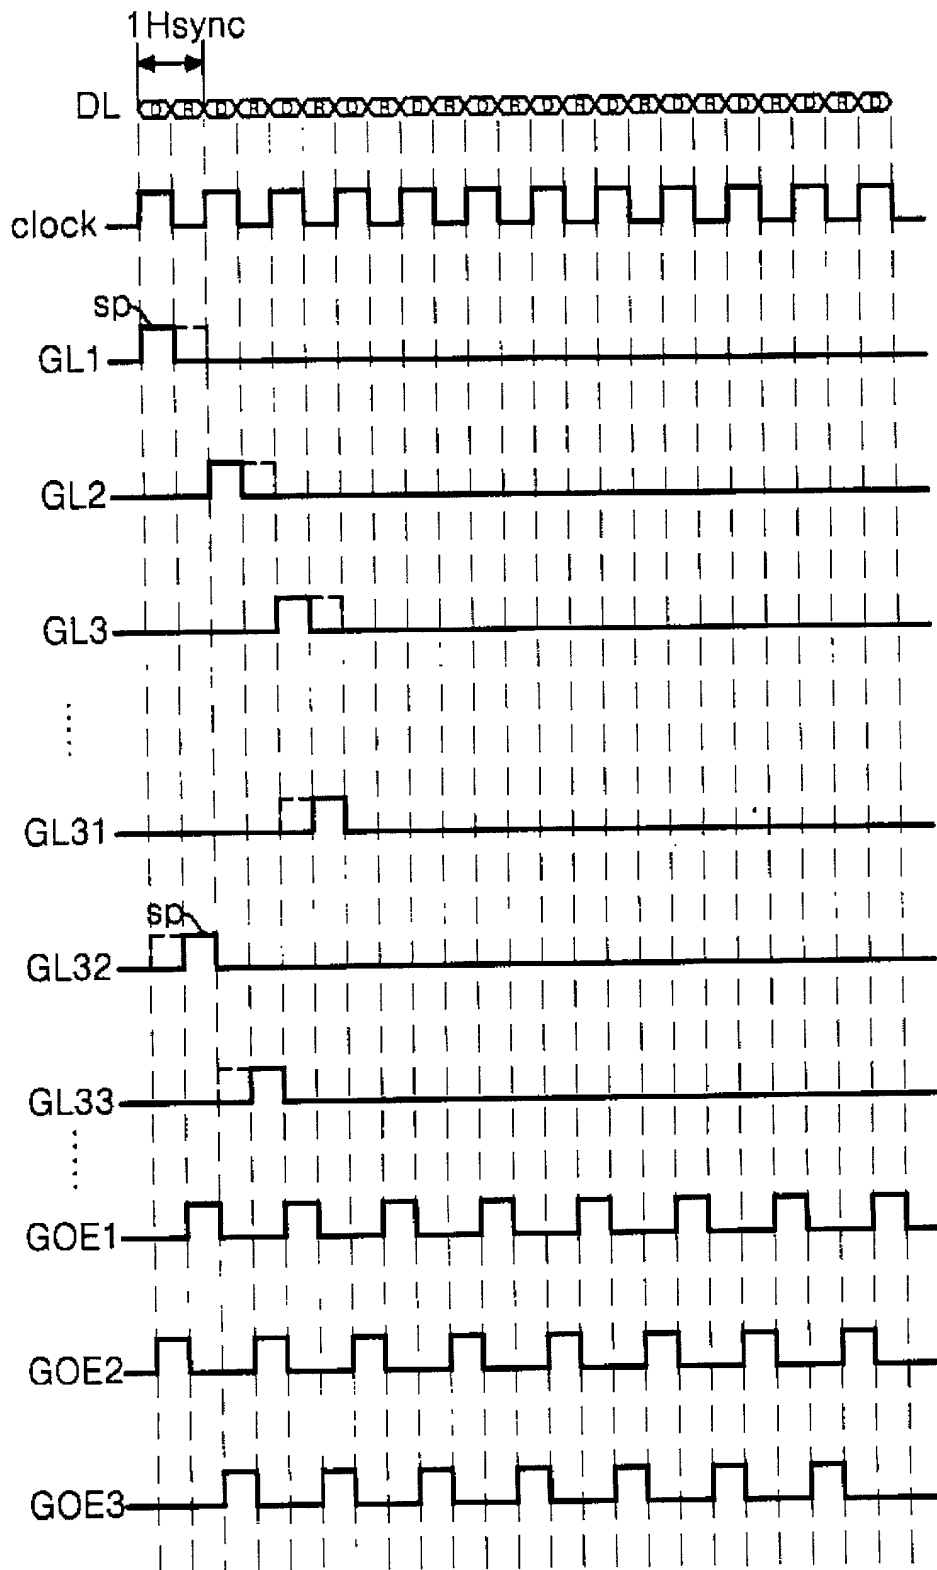 1Hsync
DL D R D R D R D R D R D R D R D R D R D R D R D
clock
sp
GL1
GL2
GL3
GL31
sp
GL32
GL33
GOE1
GOE2
GOE3